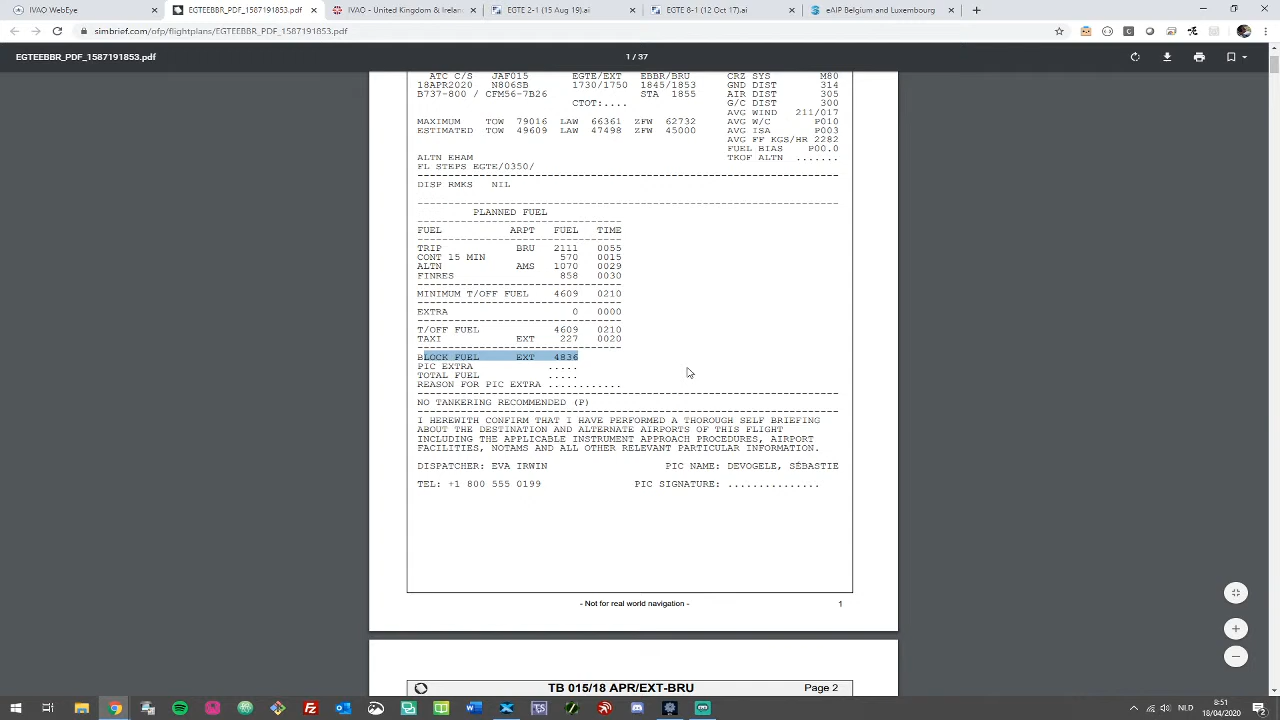 IVAO WebEye
EGTEEBBR_PDF_1587191853.pdf
IVAO - United Kingdom & Irelan
EGTE 2-1 (15 Aug 19).ai
EGTE 8-1 (12 Oct 17).ai
eAIP Belgium and Luxembourg
simbrief.com/ofp/flightplans/EGTEEBBR_PDF_1587191853.pdf
EGTEEBBR_PDF_1587191853.pdf
1 / 37
ATC C/S JAF015 EGTE/EXT EBBR/BRU CRZ SYS M80
18APR2020 N806SB 1730/1750 1845/1853 GND DIST 314
B737-800 / CFM56-7B26 STA 1855 AIR DIST 305
CTOT:.... G/C DIST 300
AVG WIND 211/017
MAXIMUM TOW 79016 LAW 66361 ZFW 62732 AVG W/C P010
ESTIMATED TOW 49609 LAW 47498 ZFW 45000 AVG ISA P003
AVG FF KGS/HR 2282
FUEL BIAS P00.0
ALTN EHAM TKOF ALTN .......
FL STEPS EGTE/0350/
DISP RMKS NIL
PLANNED FUEL
FUEL ARPT FUEL TIME
TRIP BRU 2111 0055
CONT 15 MIN 570 0015
ALTN AMS 1070 0029
FINRES 858 0030
MINIMUM T/OFF FUEL 4609 0210
EXTRA 0 0000
T/OFF FUEL 4609 0210
TAXI EXT 227 0020
BLOCK FUEL EXT 4836
PIC EXTRA .....
TOTAL FUEL .....
REASON FOR PIC EXTRA ............
NO TANKERING RECOMMENDED (P)
I HEREWITH CONFIRM THAT I HAVE PERFORMED A THOROUGH SELF BRIEFING
ABOUT THE DESTINATION AND ALTERNATE AIRPORTS OF THIS FLIGHT
INCLUDING THE APPLICABLE INSTRUMENT APPROACH PROCEDURES, AIRPORT
FACILITIES, NOTAMS AND ALL OTHER RELEVANT PARTICULAR INFORMATION.
DISPATCHER: EVA IRWIN PIC NAME: DEVOGELE, SÉBASTIE
TEL: +1 800 555 0199 PIC SIGNATURE: ...............
- Not for real world navigation -
1
TB 015/18 APR/EXT-BRU
Page 2
NLD
8:51
18/04/2020